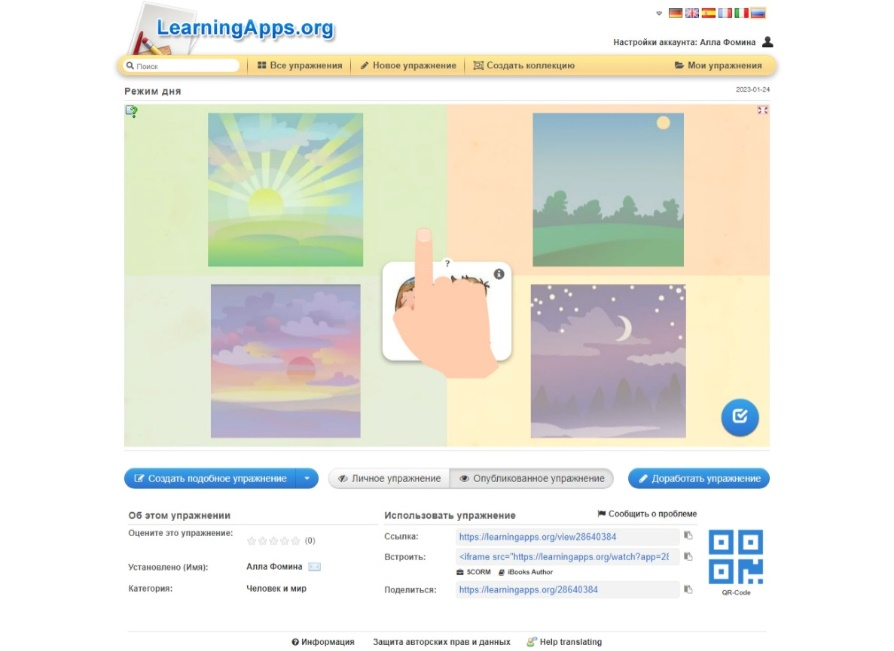 LearningApps.org
Настройки аккаунта: Алла Фомина
Поиск
Все упражнения
Новое упражнение
Создать коллекцию
Мои упражнения
Режим дня
2023-01-24
?
Создать подобное упражнение
Личное упражнение
Опубликованное упражнение
Доработать упражнение
Об этом упражнении
Использовать упражнение
Сообщить о проблеме
Оцените это упражнение:
(0)
Ссылка:
https://learningapps.org/view28640384
Встроить:
<iframe src="https://learningapps.org/watch?app=28
SCORM
iBooks Author
Установлено (Имя):
Алла Фомина
Категория:
Человек и мир
Поделиться:
https://learningapps.org/28640384
QR-Code
Информация
Защита авторских прав и данных
Help translating